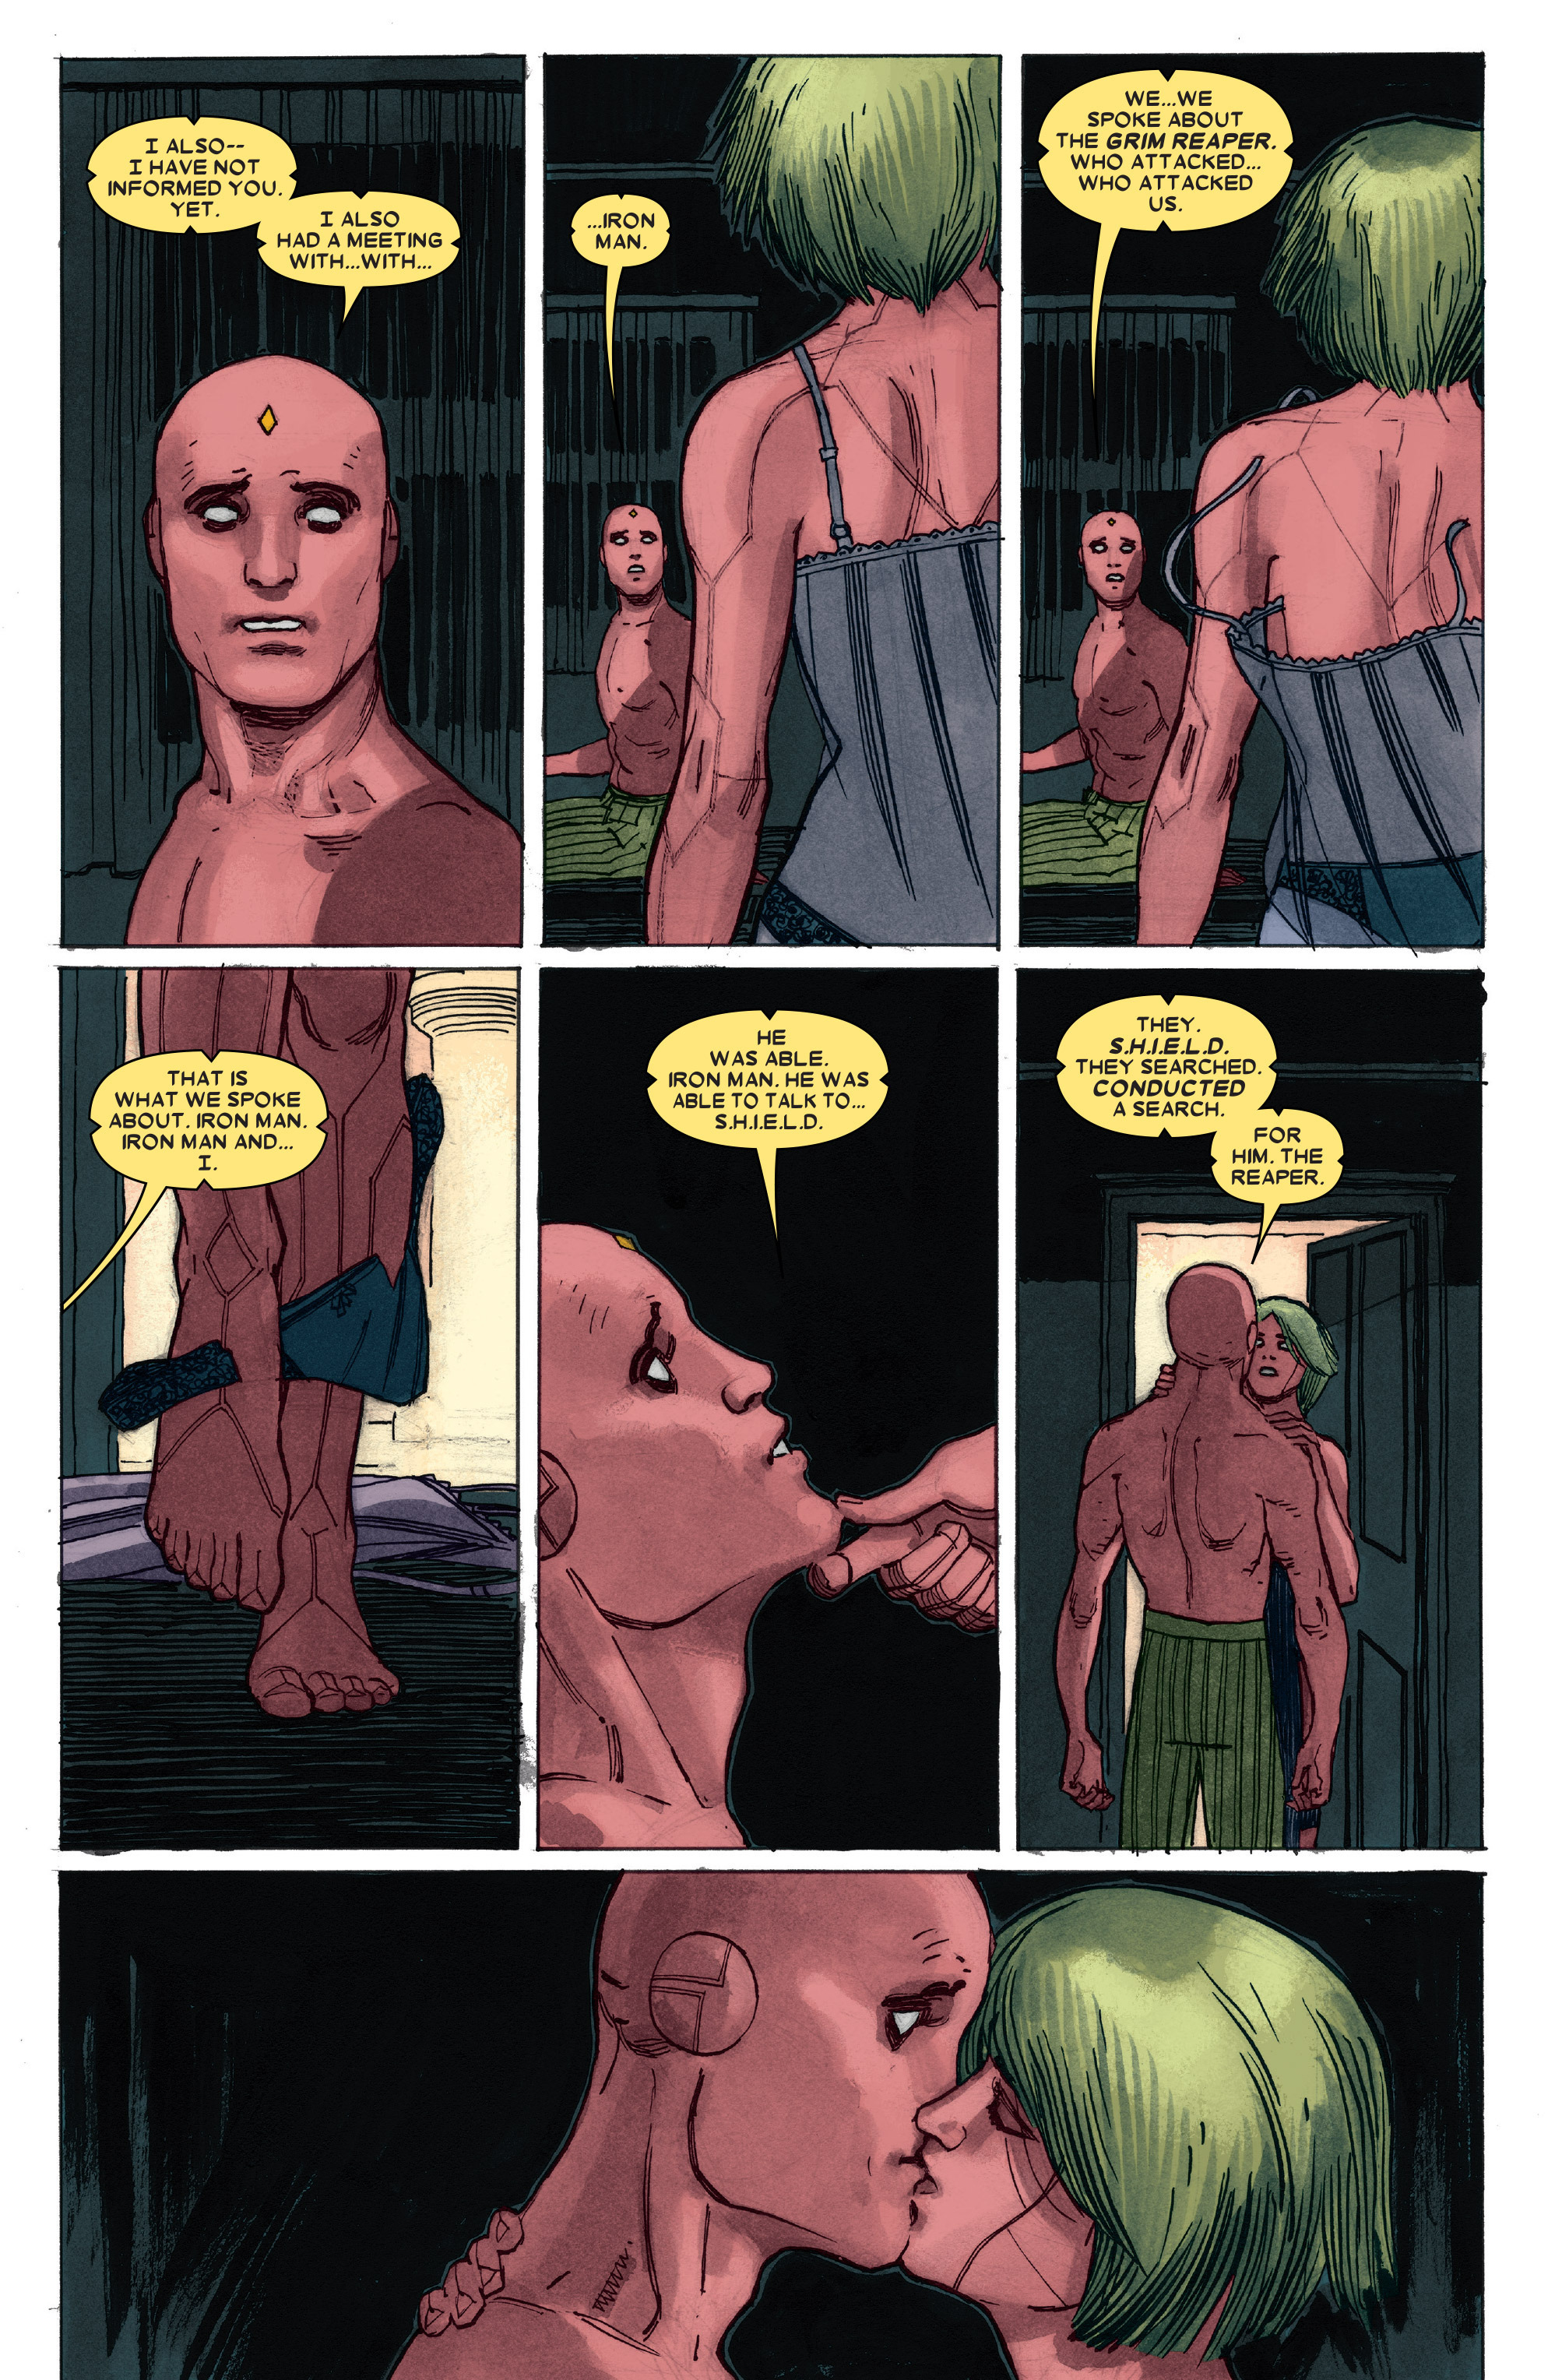 I ALSO--
I HAVE NOT
INFORMED YOU.
YET.
I ALSO
HAD A MEETING
WITH...WITH...
...IRON
MAN.
WE...WE
SPOKE ABOUT
THE GRIM REAPER.
WHO ATTACKED...
WHO ATTACKED
US.
THAT IS
WHAT WE SPOKE
ABOUT. IRON MAN.
IRON MAN AND...
I.
HE
WAS ABLE.
IRON MAN. HE WAS
ABLE TO TALK TO...
S.H.I.E.L.D.
THEY.
S.H.I.E.L.D.
THEY SEARCHED.
CONDUCTED
A SEARCH.
FOR
HIM. THE
REAPER.